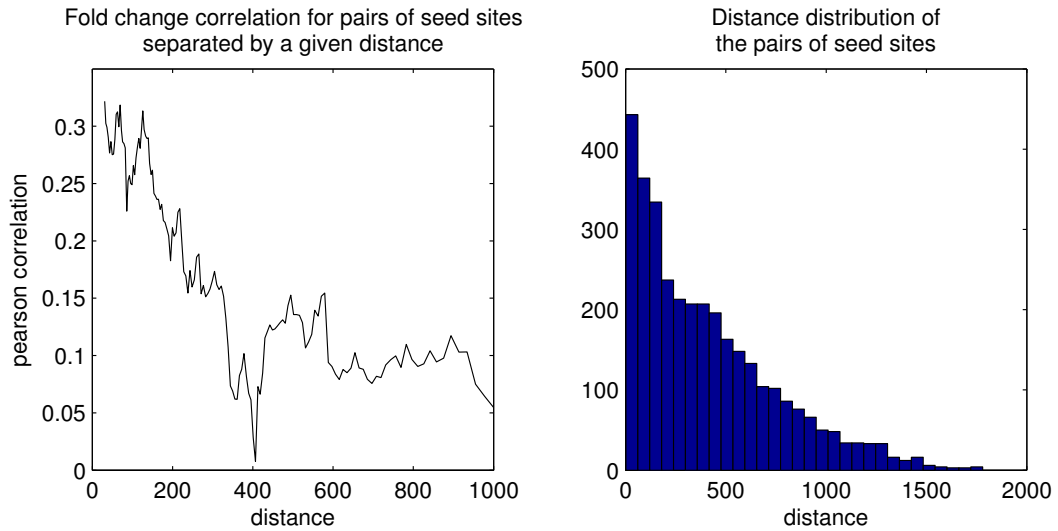 Fold change correlation for pairs of seed sites
separated by a given distance
pearson correlation
0.3
0.25
0.2
0.15
0.1
0.05
0
0 200 400 600 800 1000
distance
Distance distribution of
the pairs of seed sites
500
400
300
200
100
0
0 500 1000 1500 2000
distance